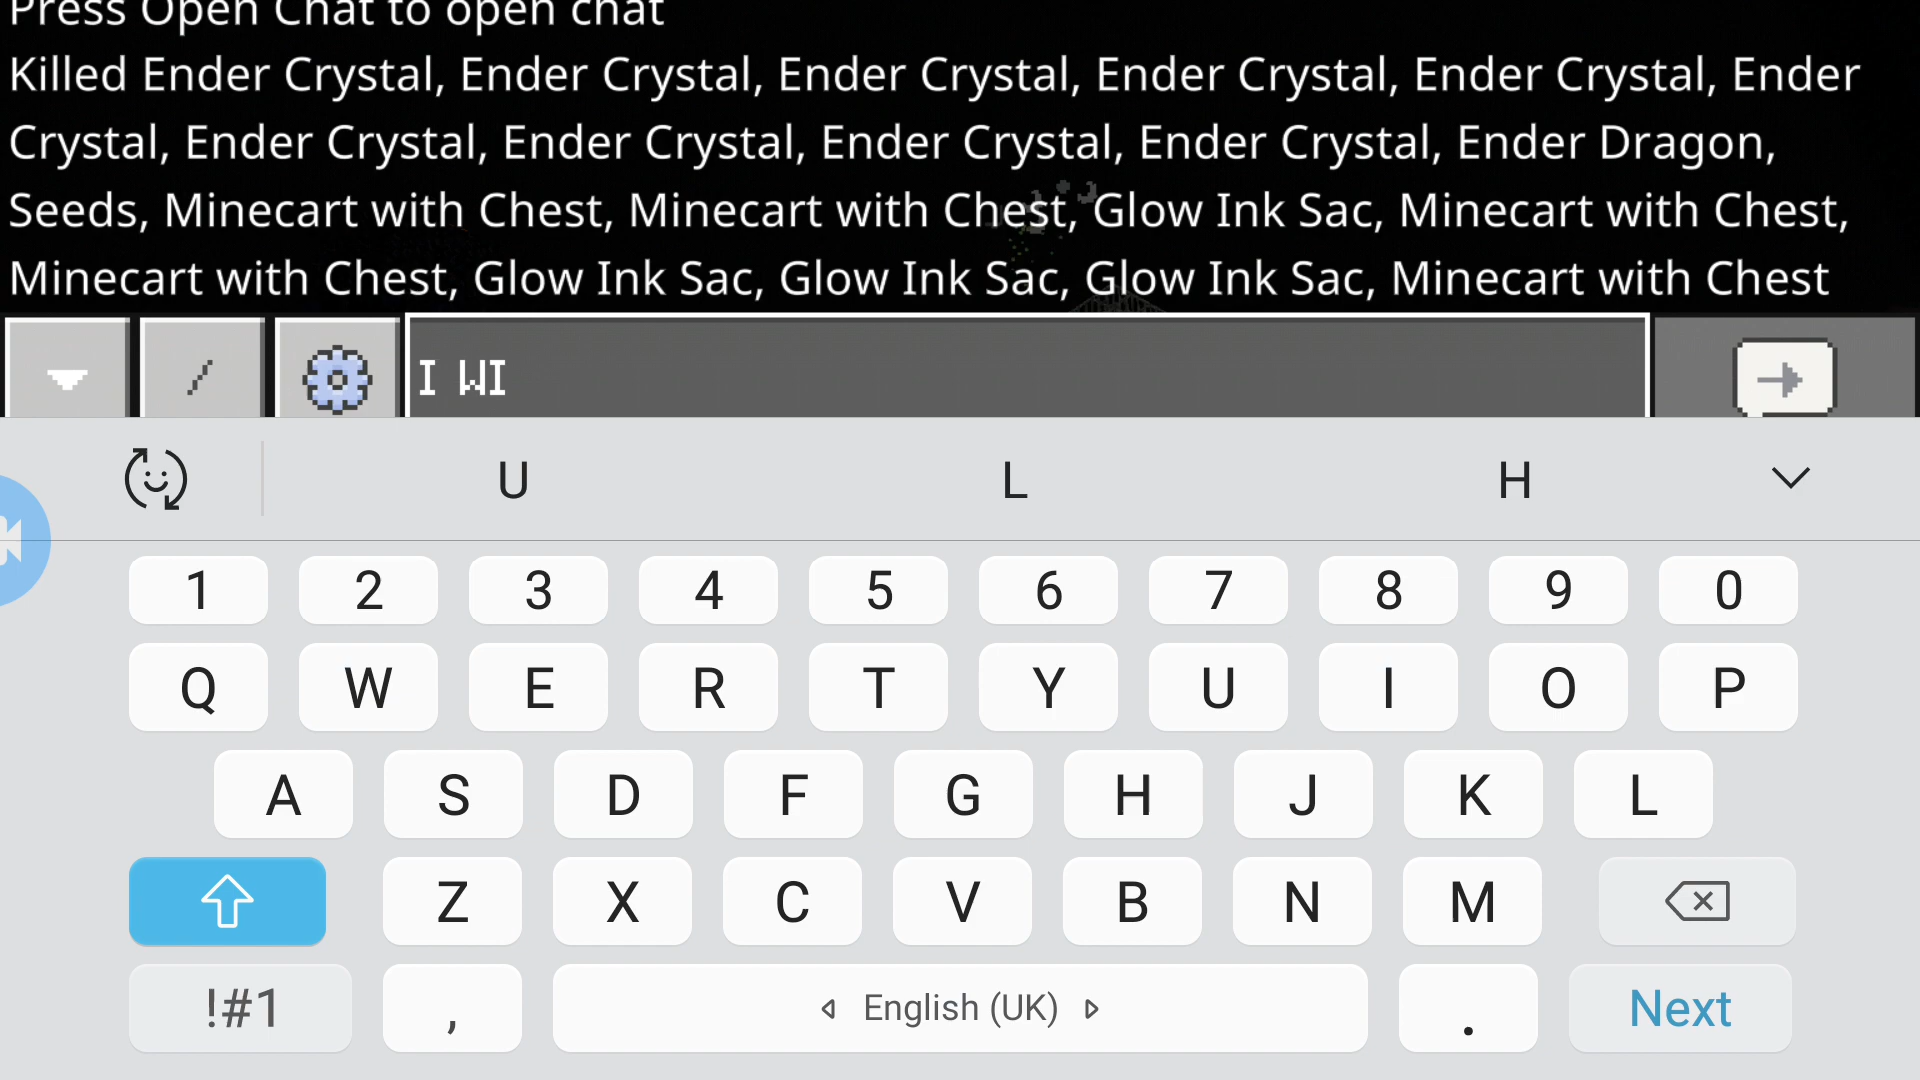 Press Open Chat to open chat
Killed Ender Crystal, Ender Crystal, Ender Crystal, Ender Crystal, Ender Crystal, Ender
Crystal, Ender Crystal, Ender Crystal, Ender Crystal, Ender Crystal, Ender Dragon,
Seeds, Minecart with Chest, Minecart with Chest, Glow Ink Sac, Minecart with Chest,
Minecart with Chest, Glow Ink Sac, Glow Ink Sac, Glow Ink Sac, Minecart with Chest
/ I WI
U L H
1 2 3 4 5 6 7 8 9 0
Q W E R T Y U I O P
A S D F G H J K L
Z X C V B N M
!#1 , English (UK) . Next